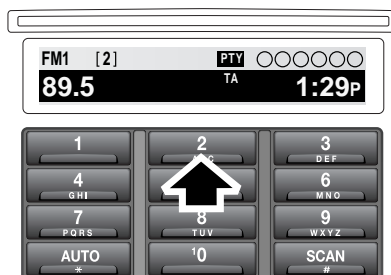 FM1 [2] PTY
89.5 TA 1:29P
1 2 3
DEF
4 6
GHI MNO
7 8 9
PQRS TUV WXYZ
AUTO 10 SCAN
* #